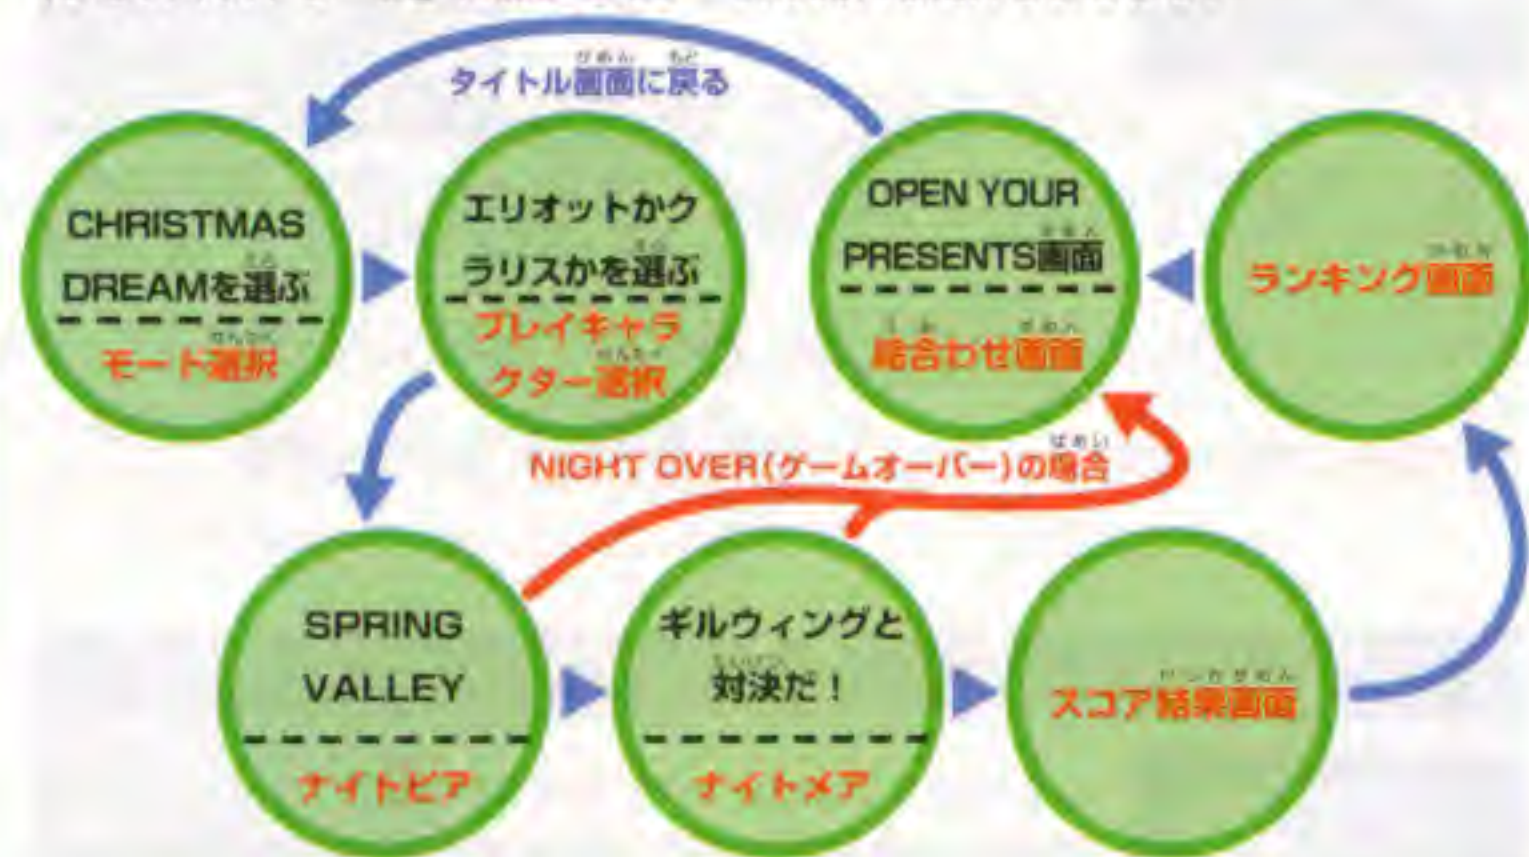 タイトル画面に戻る
CHRISTMAS
DREAMを選ぶ
モード選択
エリオットかク
ラリスかを選ぶ
プレイキャラ
クター選択
OPEN YOUR
PRESENTS画面
詰合わせ画面
ランキング画面
NIGHT OVER(ゲームオーバー)の場合
SPRING
VALLEY
ナイトピア
ギルウィングと
対決だ！
ナイトメア
スコア結果画面